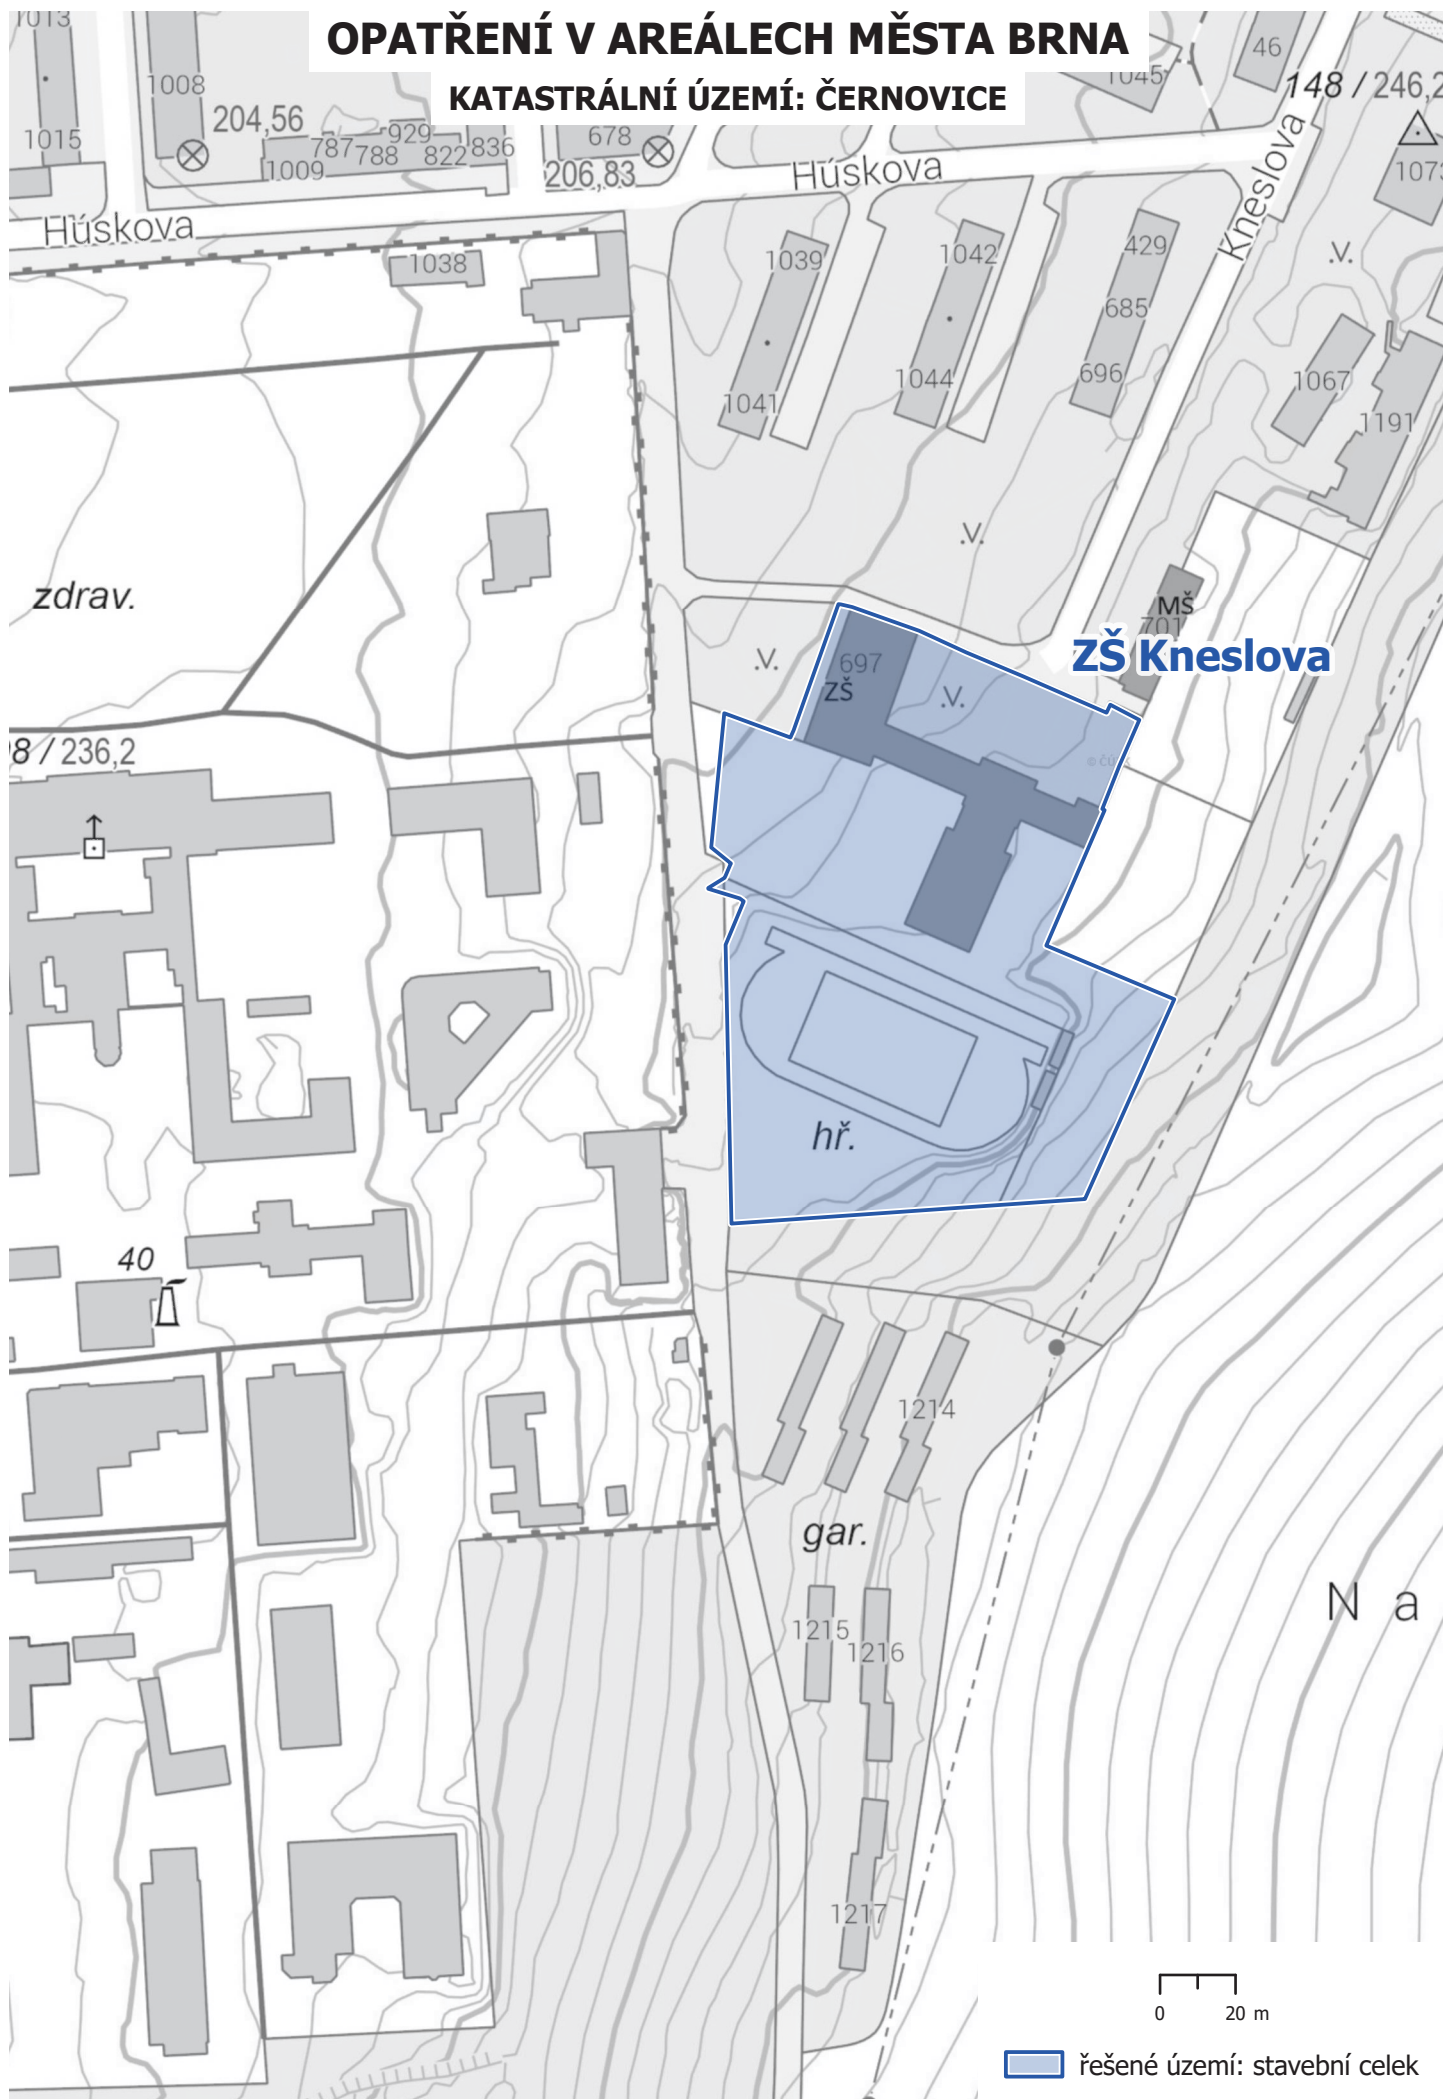 OPATŘENÍ V AREÁLECH MĚSTA BRNA
KATASTRÁLNÍ ÚZEMÍ: ČERNOVICE
1013
1008
1015
204,56
1009
787
788
929
822
836
678
206,83
1045
46
148 / 246,2
Húskova
Húskova
Kneslova
1038
1039
1042
429
685
1041
1044
696
1067
1191
.V.
.V.
zdrav.
MŠ
701
ZŠ Kneslova
.V.
697
ZŠ
.V.
8 / 236,2
hř.
40
1214
gar.
1215
1216
N a
1217
0 20 m
řešené území: stavební celek